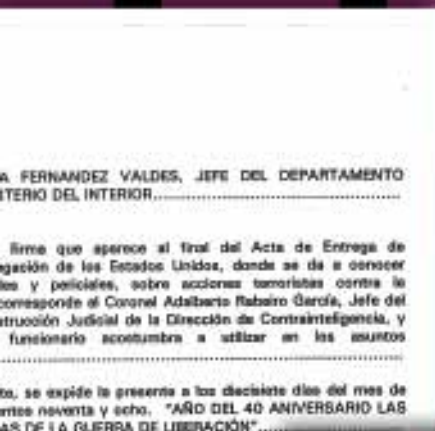 A FERNANDEZ VALDES, JEFE DEL DEPARTAMENTO
STERIO DEL INTERIOR
firma que aparece al final del Acta de Entrega de
egación de los Estados Unidos, donde se da a conocer
les y periciales, sobre acciones terroristas contra la
corresponde al Coronel Adalberto Rabeiro García, Jefe del
strucción Judicial de la Dirección de Contrainteligencia, y
funcionario acostumbra a utilizar en los asuntos
to, se expide la presente a los diecisiete días del mes de
entos noventa y ocho. "AÑO DEL 40 ANIVERSARIO LAS
AS DE LA GUERRA DE LIBERACIÓN"